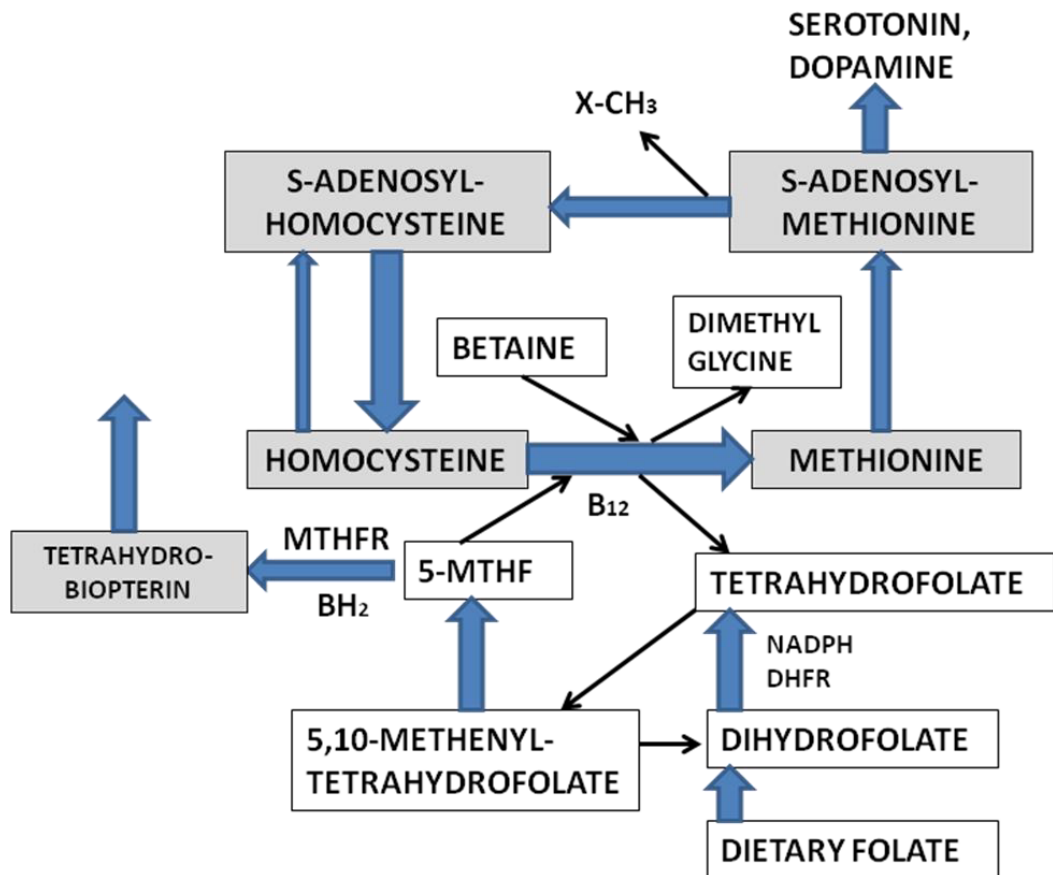 SEROTONIN,
DOPAMINE
X-CH₃
S-ADENOSYL-
HOMOCYSTEINE
S-ADENOSYL-
METHIONINE
BETAINE
DIMETHYL
GLYCINE
HOMOCYSTEINE
METHIONINE
B₁₂
TETRAHYDRO-
BIOPTERIN
MTHFR
BH₂
5-MTHF
TETRAHYDROFOLATE
NADPH
DHFR
5,10-METHENYL-
TETRAHYDROFOLATE
DIHYDROFOLATE
DIETARY FOLATE